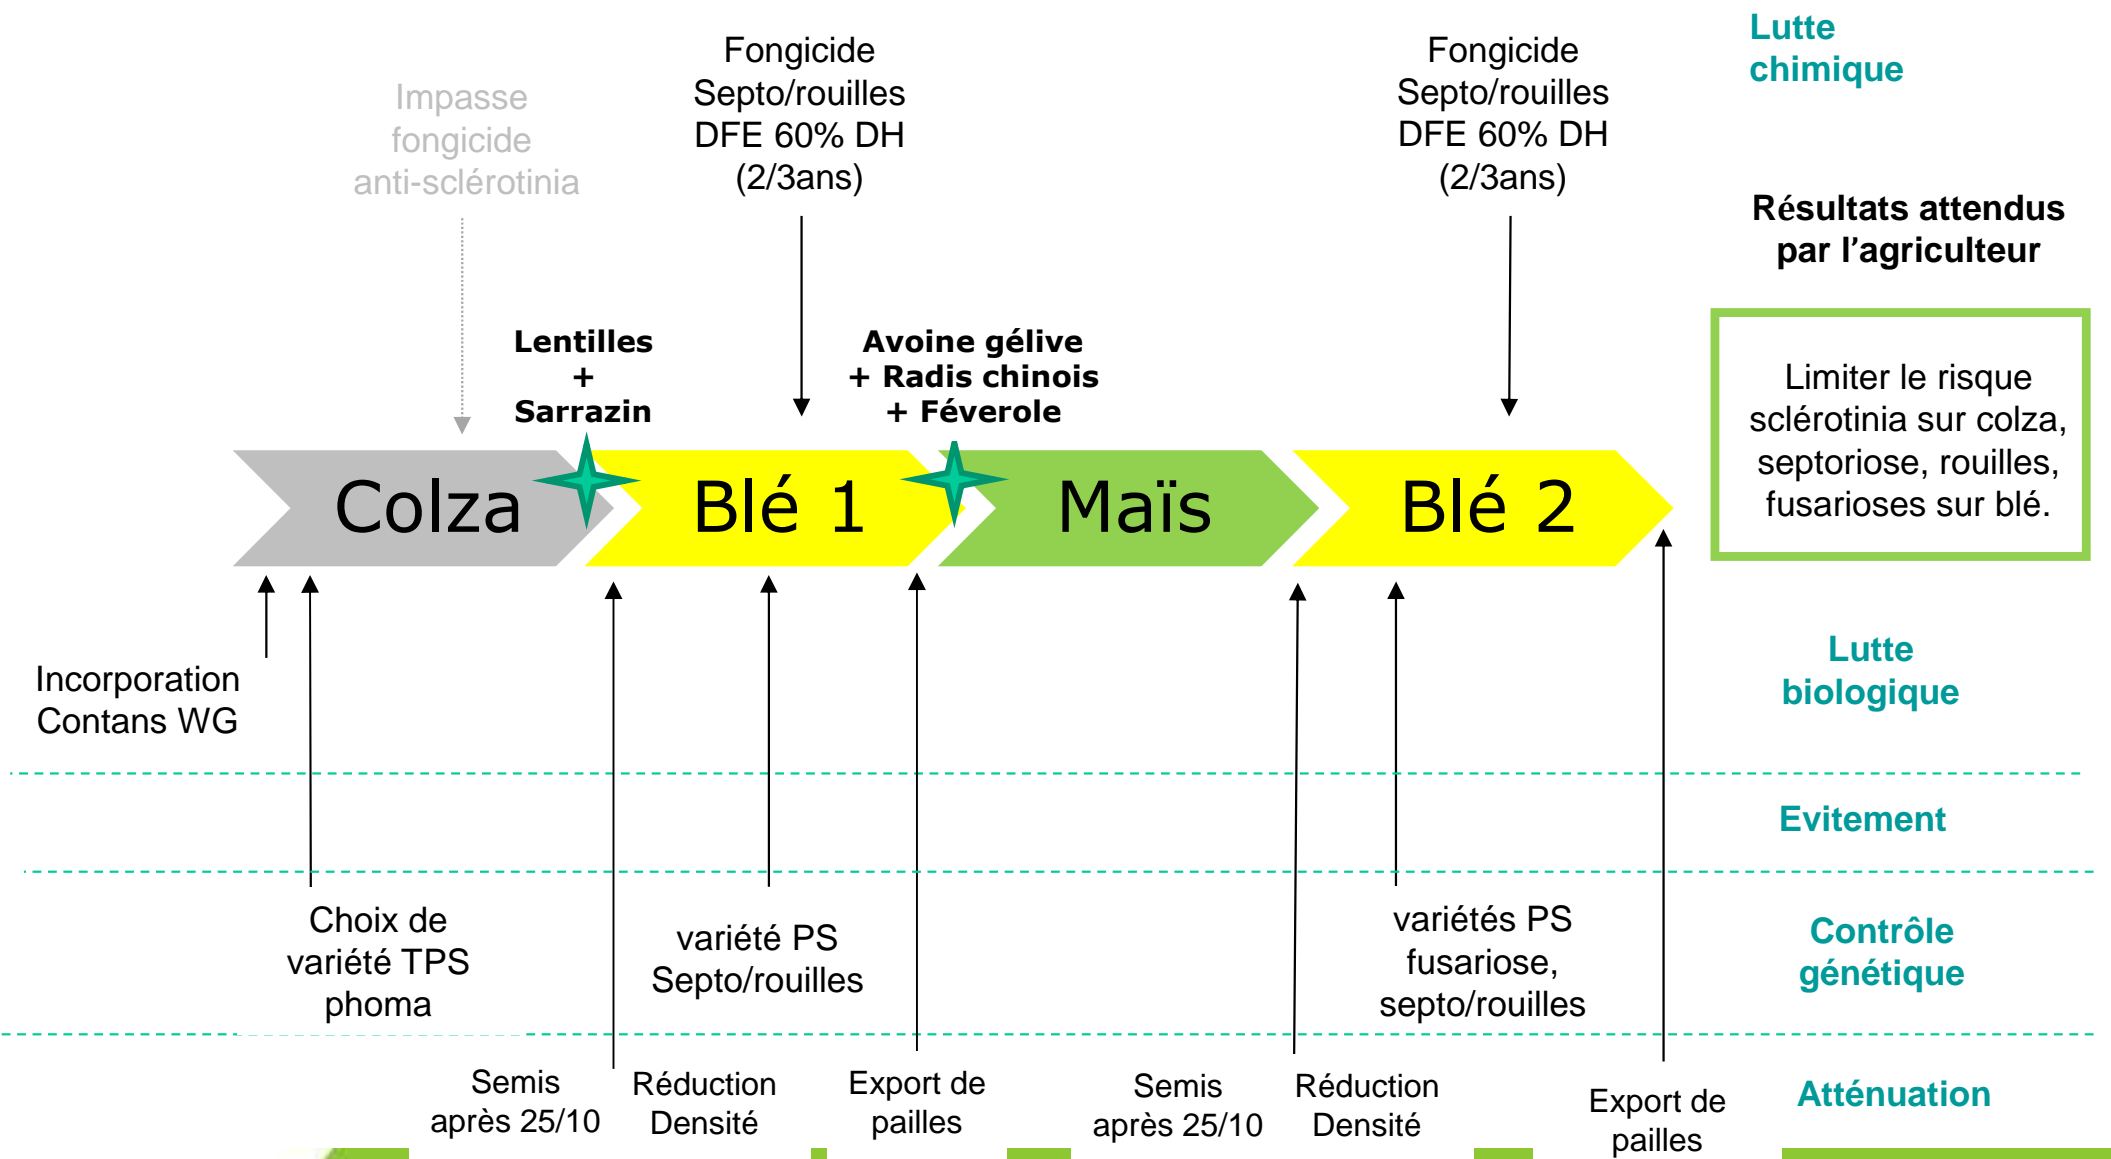 Lutte
chimique
Fongicide
Septo/rouilles
DFE 60% DH
(2/3ans)
Fongicide
Septo/rouilles
DFE 60% DH
(2/3ans)
Impasse
fongicide
anti-sclérotinia
Résultats attendus
par l’agriculteur
Lentilles
+
Sarrazin
Avoine gélive
+ Radis chinois
+ Féverole
Limiter le risque
sclérotinia sur colza,
septoriose, rouilles,
fusarioses sur blé.
Colza
Blé 1
Maïs
Blé 2
Incorporation
Contans WG
Lutte
biologique
Evitement
Choix de
variété TPS
phoma
variété PS
Septo/rouilles
variétés PS
fusariose,
septo/rouilles
Contrôle
génétique
Semis
après 25/10
Réduction
Densité
Export de
pailles
Semis
après 25/10
Réduction
Densité
Export de
pailles
Atténuation